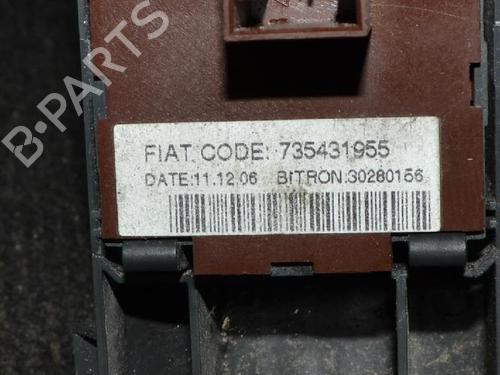 B-PARTS
FIAT CODE: 735431955
DATE:11.12.06 BITRON:30280156